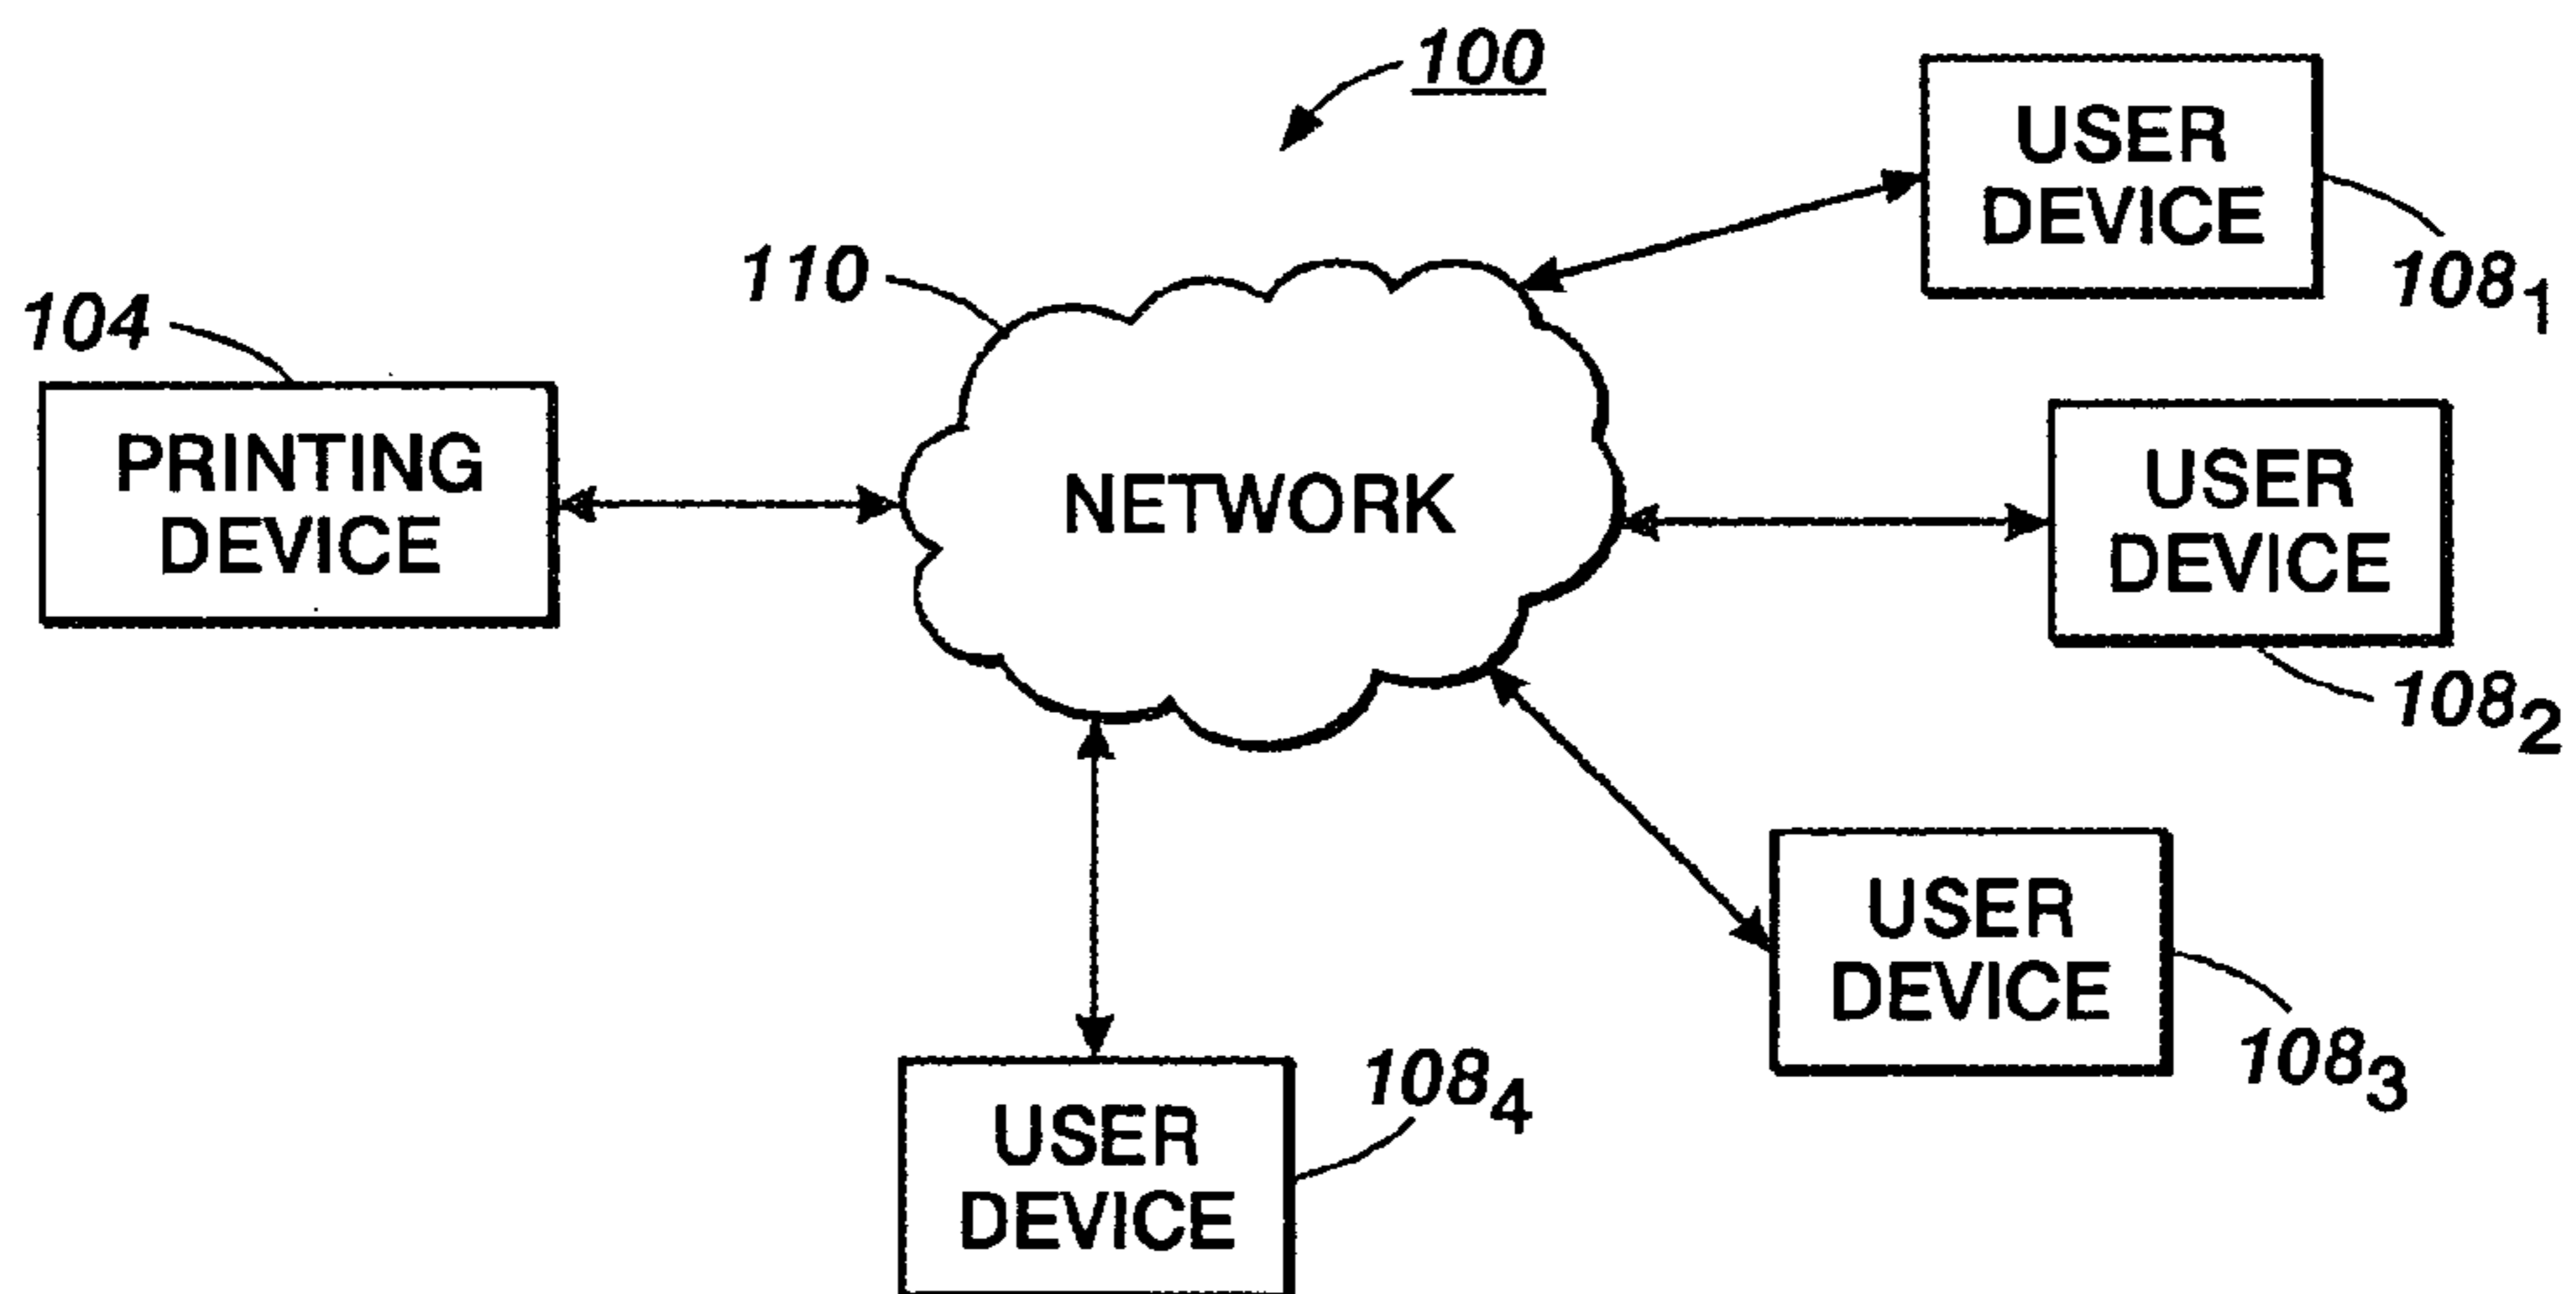 100
USER
DEVICE
108₁
110
104
PRINTING
DEVICE
NETWORK
USER
DEVICE
108₂
USER
DEVICE
108₃
USER
DEVICE
108₄